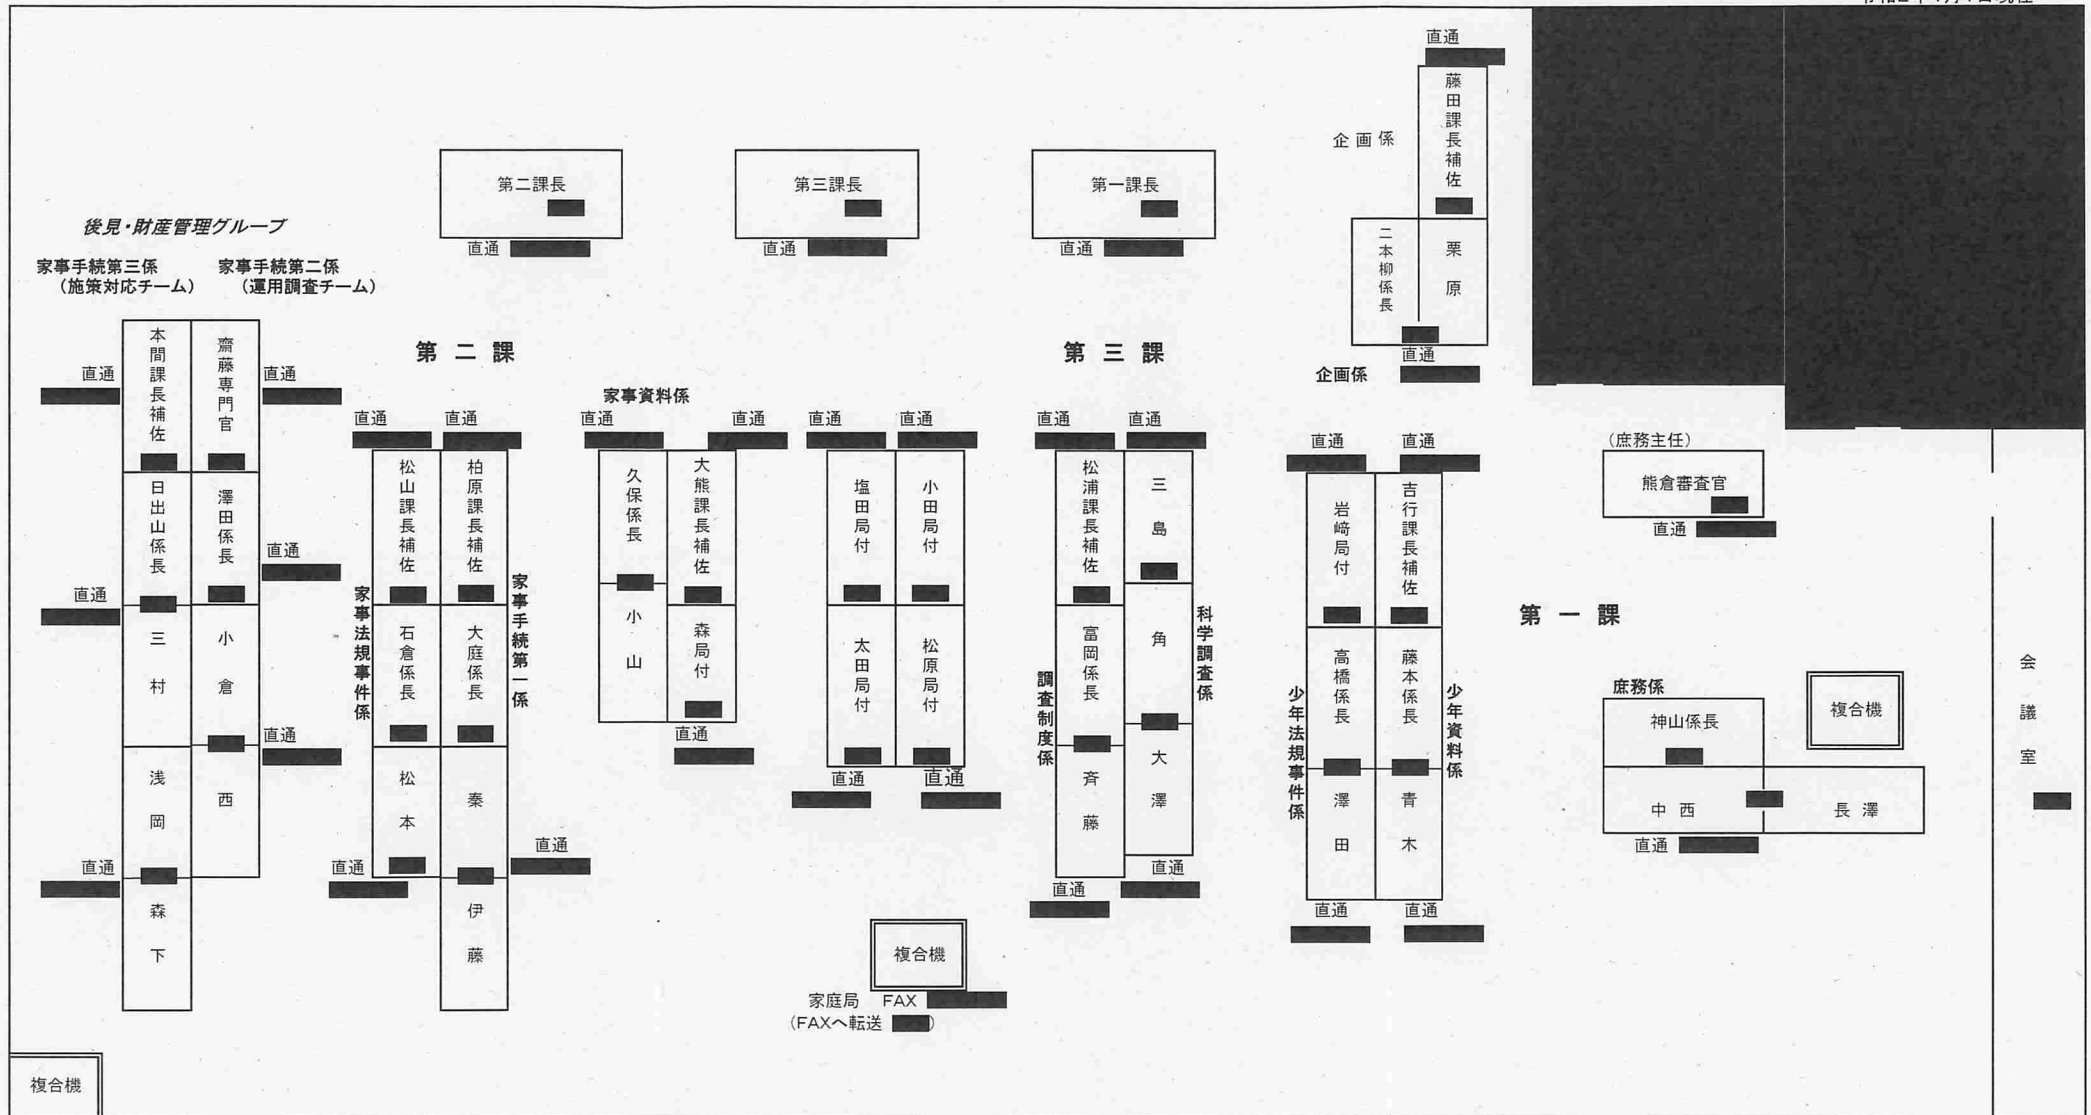 直通
藤田課長補佐
企画係
二本柳係長
栗原
直通
企画係
第二課長
直通
第三課長
直通
第一課長
直通
後見・財産管理グループ
家事手続第三係
(施策対応チーム)
家事手続第二係
(運用調査チーム)
直通
本間課長補佐
齋藤専門官
直通
日出山係長
澤田係長
直通
直通
三村
小倉
直通
浅岡
西
直通
森下
第二課
直通
直通
松山課長補佐
柏原課長補佐
家事法規事件係
石倉係長
大庭係長
家事手続第一係
松本
秦
直通
直通
伊藤
家事資料係
直通
直通
久保係長
大熊課長補佐
小山
森局付
直通
直通
直通
塩田局付
小田局付
太田局付
松原局付
直通
直通
第三課
直通
直通
松浦課長補佐
三島
調査制度係
富岡係長
角
科学調査係
斉藤
大澤
直通
直通
直通
直通
岩﨑局付
吉行課長補佐
少年法規事件係
高橋係長
藤本係長
少年資料係
澤田
青木
直通
直通
第一課
(庶務主任)
熊倉審査官
直通
庶務係
神山係長
中西
長澤
直通
複合機
会議室
複合機
家庭局 FAX
(FAXへ転送 )
複合機